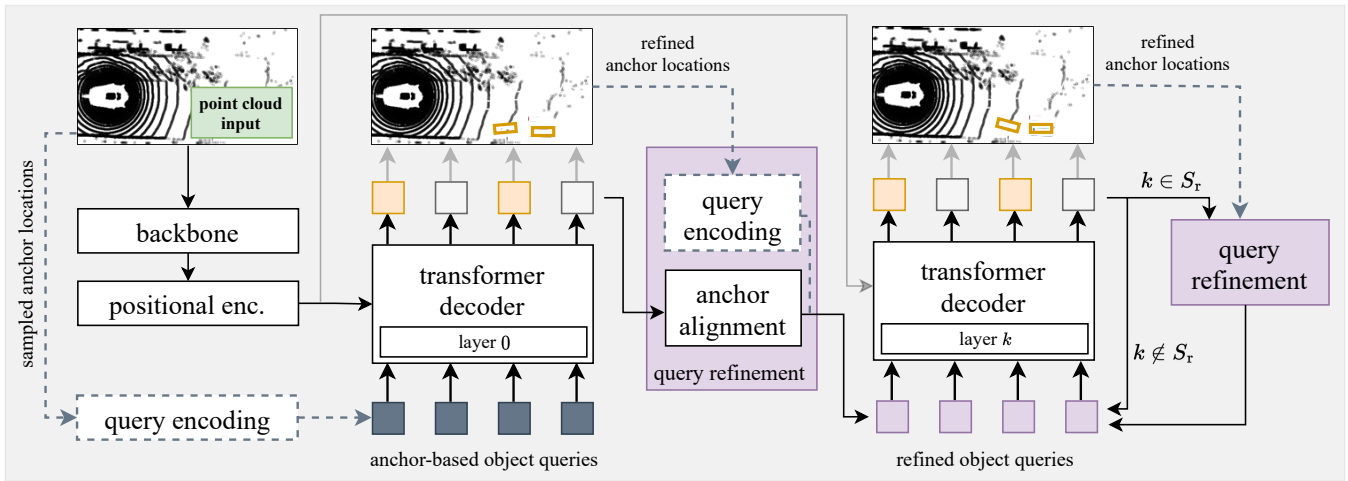 point cloud
input
backbone
positional enc.
sampled anchor locations
query encoding
transformer
decoder
layer 0
anchor-based object queries
refined
anchor locations
query
encoding
anchor
alignment
query refinement
transformer
decoder
layer k
refined object queries
refined
anchor locations
k ∈ Sr
query
refinement
k ∉ Sr